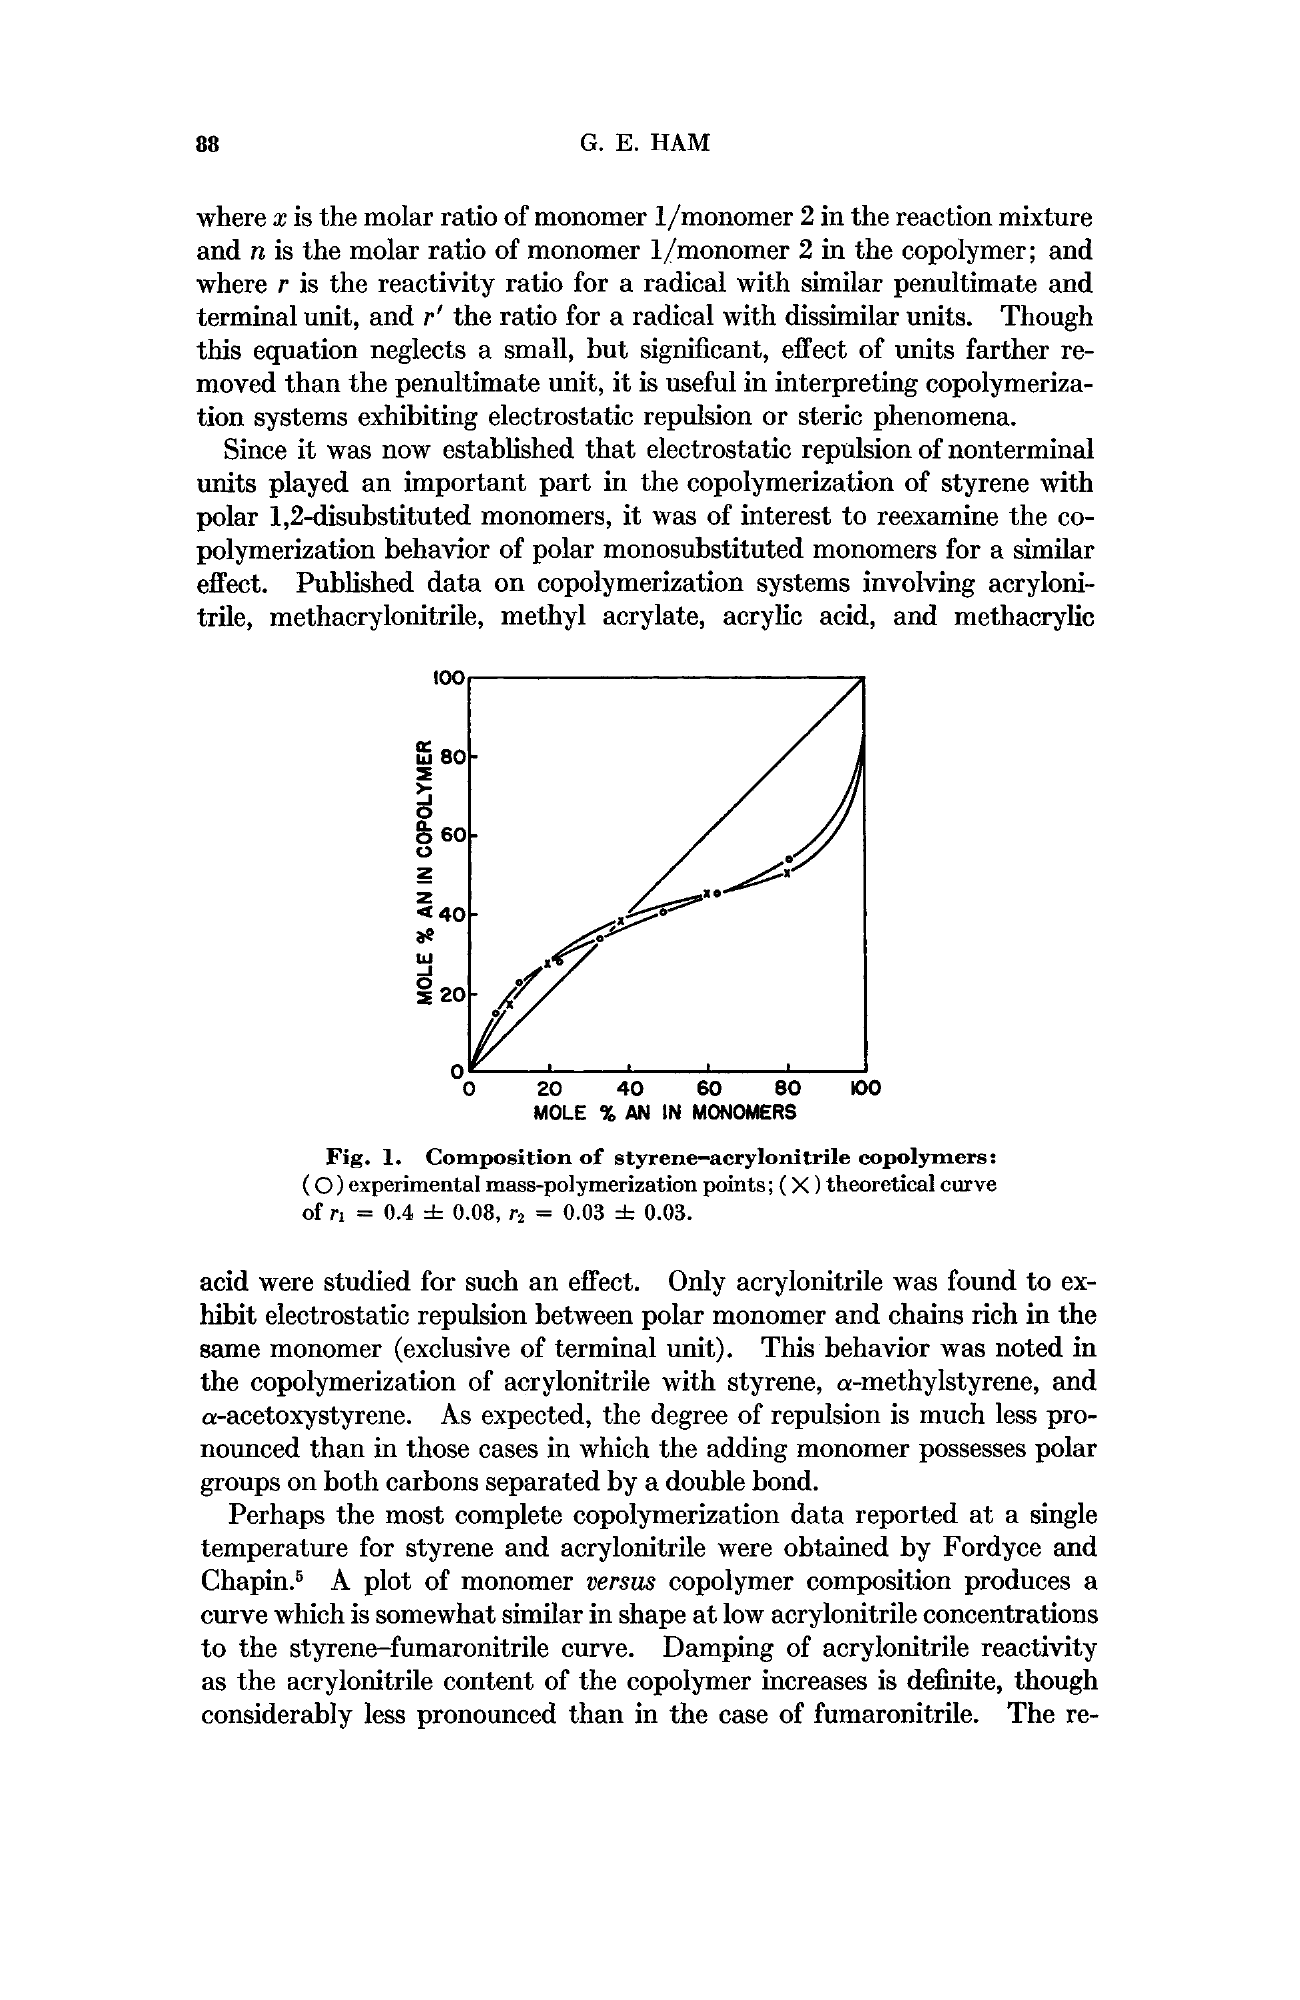 88
G. E. HAM
where x is the molar ratio of monomer 1/monomer 2 in the reaction mixture
and n is the molar ratio of monomer 1/monomer 2 in the copolymer; and
where r is the reactivity ratio for a radical with similar penultimate and
terminal unit, and r′ the ratio for a radical with dissimilar units. Though
this equation neglects a small, but significant, effect of units farther re-
moved than the penultimate unit, it is useful in interpreting copolymeriza-
tion systems exhibiting electrostatic repulsion or steric phenomena.
Since it was now established that electrostatic repulsion of nonterminal
units played an important part in the copolymerization of styrene with
polar 1,2-disubstituted monomers, it was of interest to reexamine the co-
polymerization behavior of polar monosubstituted monomers for a similar
effect. Published data on copolymerization systems involving acryloni-
trile, methacrylonitrile, methyl acrylate, acrylic acid, and methacrylic
MOLE % AN IN COPOLYMER
100
80
60
40
20
0
0 20 40 60 80 100
MOLE % AN IN MONOMERS
Fig. 1. Composition of styrene–acrylonitrile copolymers:
(O) experimental mass-polymerization points; (X) theoretical curve
of r₁ = 0.4 ± 0.08, r₂ = 0.03 ± 0.03.
acid were studied for such an effect. Only acrylonitrile was found to ex-
hibit electrostatic repulsion between polar monomer and chains rich in the
same monomer (exclusive of terminal unit). This behavior was noted in
the copolymerization of acrylonitrile with styrene, α-methylstyrene, and
α-acetoxystyrene. As expected, the degree of repulsion is much less pro-
nounced than in those cases in which the adding monomer possesses polar
groups on both carbons separated by a double bond.
Perhaps the most complete copolymerization data reported at a single
temperature for styrene and acrylonitrile were obtained by Fordyce and
Chapin.⁵ A plot of monomer versus copolymer composition produces a
curve which is somewhat similar in shape at low acrylonitrile concentrations
to the styrene–fumaronitrile curve. Damping of acrylonitrile reactivity
as the acrylonitrile content of the copolymer increases is definite, though
considerably less pronounced than in the case of fumaronitrile. The re-